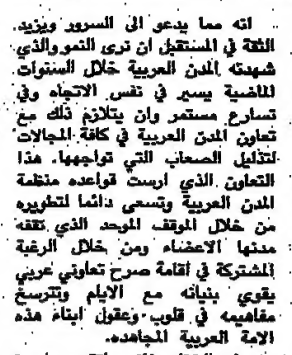 انه مما يدعو الى السرور ويزيد
الثقة في المستقبل ان ترى النمو والذي
شهدته المدن العربية خلال السنوات
الماضية يسير في نفس الاتجاه وفي
تسارع مستمر وان يتلازم ذلك مع
تعاون المدن العربية في كافة المجالات
لتذليل الصعاب التي تواجهها. هذا
التعاون الذي ارست قواعده منظمة
المدن العربية وتسعى دائما لتطويره
من خلال الموقف الموحد الذي تقفه
مدنها الاعضاء ومن خلال الرغبة
المشتركة في اقامة صرح تعاوني عربي
يقوي بنيانه مع الايام وتترسخ
مفاهيمه في قلوب وعقول ابناء هذه
الامة العربية المجاهده.